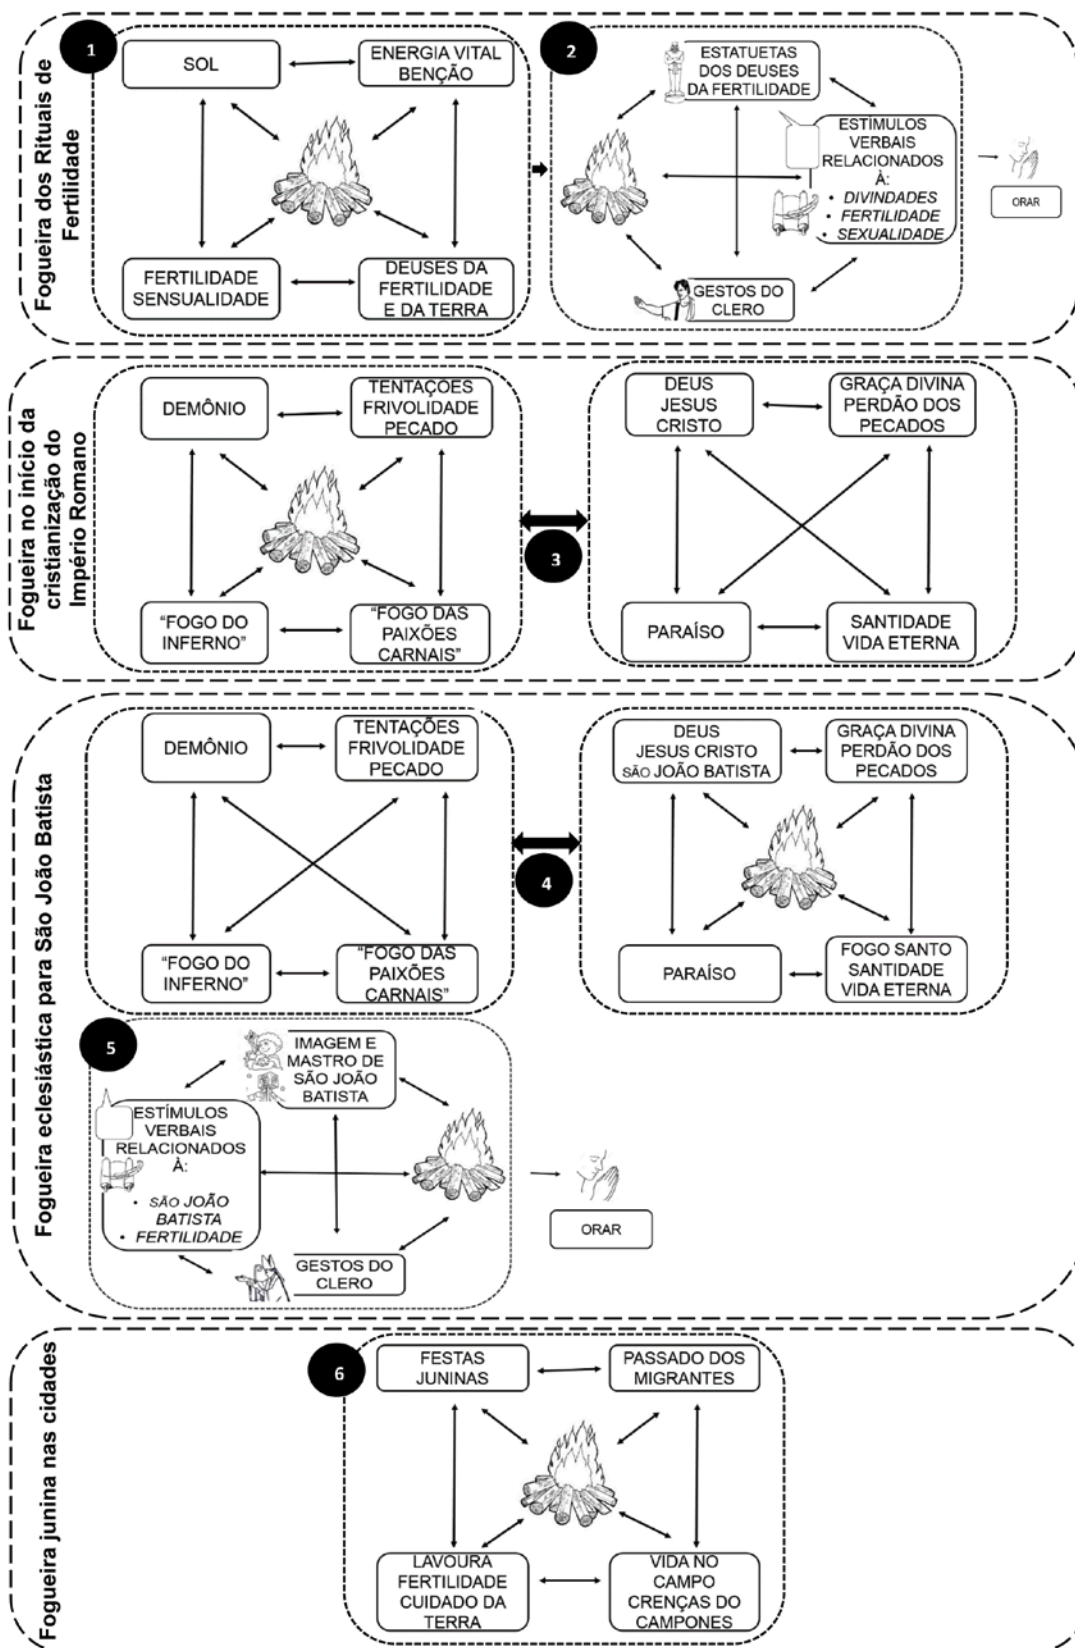 Fogueira dos Rituais de
Fertilidade
1
SOL
ENERGIA VITAL
BENÇÃO
FERTILIDADE
SENSUALIDADE
DEUSES DA
FERTILIDADE
E DA TERRA
2
ESTATUETAS
DOS DEUSES
DA FERTILIDADE
ESTÍMULOS
VERBAIS
RELACIONADOS
À:
• DIVINDADES
• FERTILIDADE
• SEXUALIDADE
GESTOS DO
CLERO
ORAR
Fogueira no início da
cristianização do
Império Romano
DEMÔNIO
TENTAÇÕES
FRIVOLIDADE
PECADO
"FOGO DO
INFERNO"
"FOGO DAS
PAIXÕES
CARNAIS"
3
DEUS
JESUS
CRISTO
GRAÇA DIVINA
PERDÃO DOS
PECADOS
PARAÍSO
SANTIDADE
VIDA ETERNA
Fogueira eclesiástica para São João Batista
DEMÔNIO
TENTAÇÕES
FRIVOLIDADE
PECADO
"FOGO DO
INFERNO"
"FOGO DAS
PAIXÕES
CARNAIS"
4
DEUS
JESUS CRISTO
SÃO JOÃO BATISTA
GRAÇA DIVINA
PERDÃO DOS
PECADOS
PARAÍSO
FOGO SANTO
SANTIDADE
VIDA ETERNA
5
IMAGEM E
MASTRO DE
SÃO JOÃO
BATISTA
ESTÍMULOS
VERBAIS
RELACIONADOS
À:
• SÃO JOÃO
BATISTA
• FERTILIDADE
GESTOS DO
CLERO
ORAR
Fogueira junina nas cidades
6
FESTAS
JUNINAS
PASSADO DOS
MIGRANTES
LAVOURA
FERTILIDADE
CUIDADO DA
TERRA
VIDA NO
CAMPO
CRENÇAS DO
CAMPONES